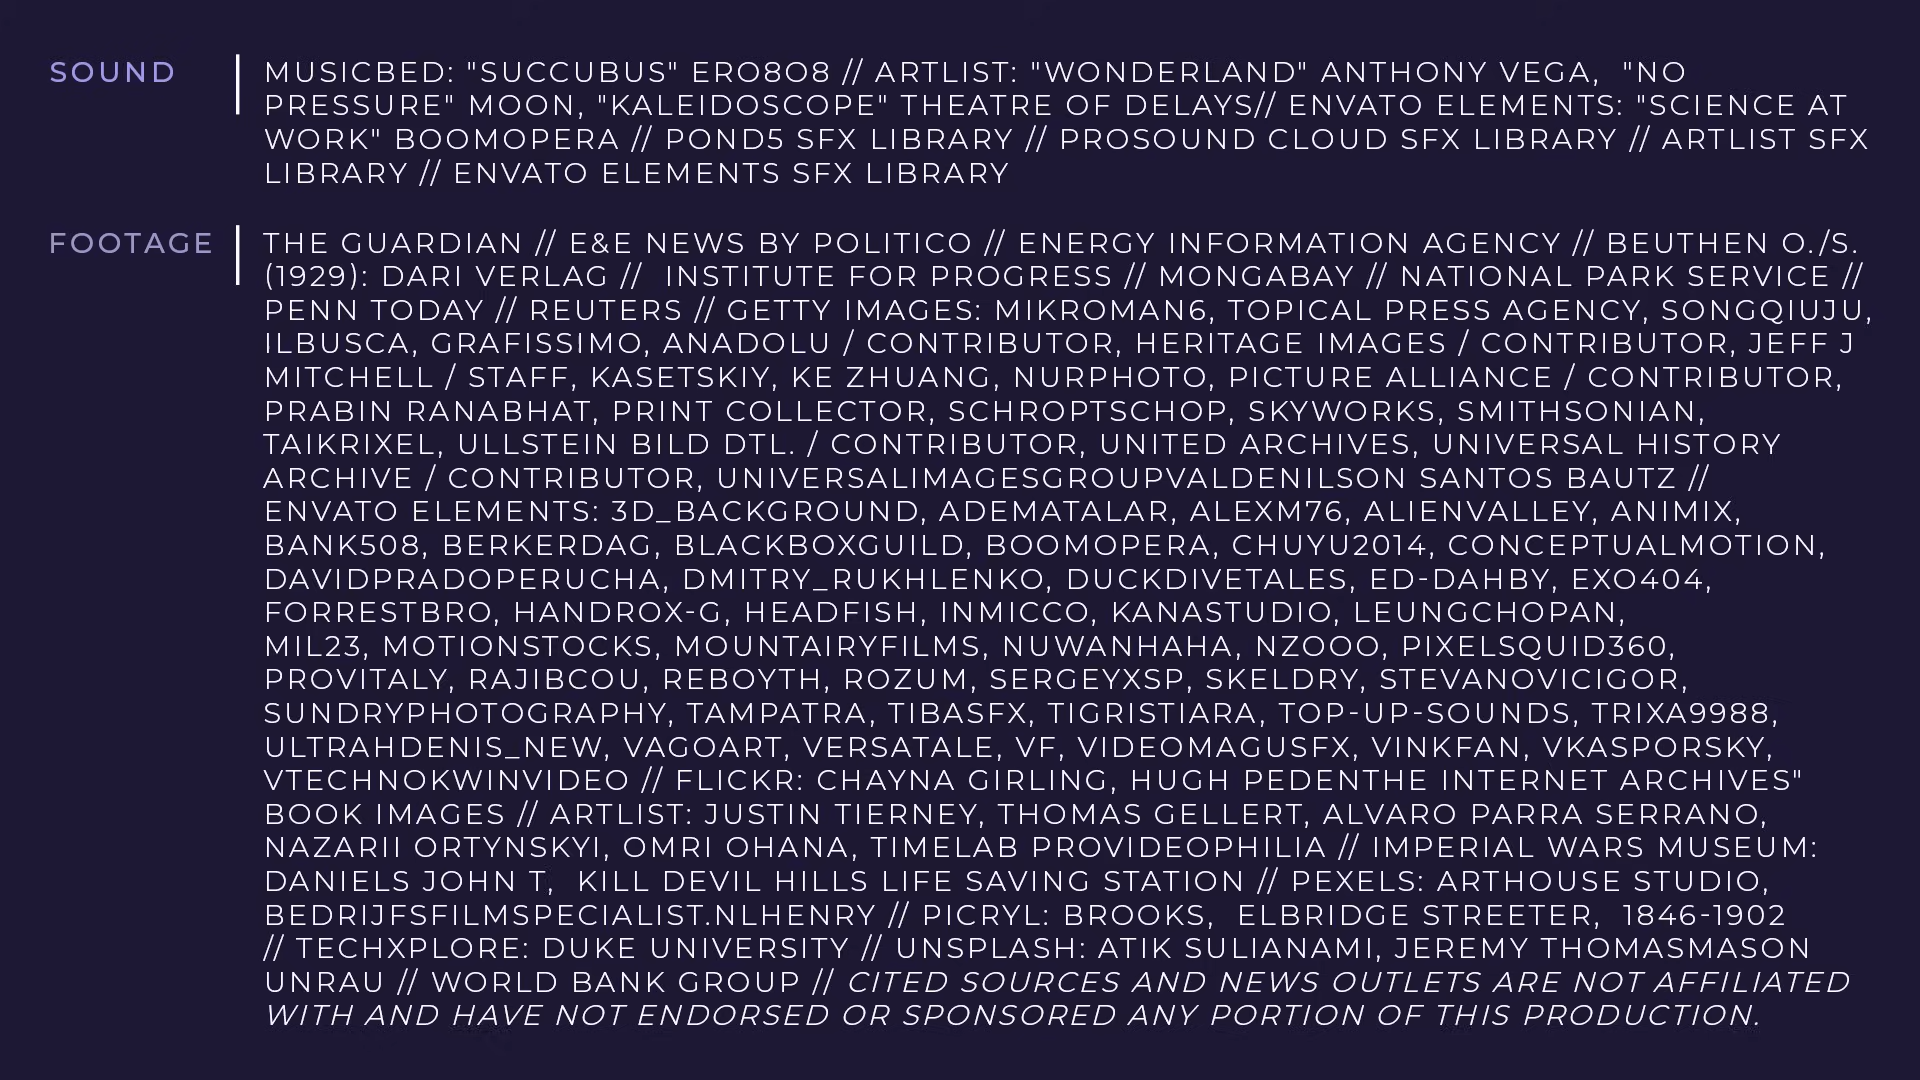 SOUND
MUSICBED: "SUCCUBUS" ERO8O8 // ARTLIST: "WONDERLAND" ANTHONY VEGA,  "NO
PRESSURE" MOON, "KALEIDOSCOPE" THEATRE OF DELAYS// ENVATO ELEMENTS: "SCIENCE AT
WORK" BOOMOPERA // POND5 SFX LIBRARY // PROSOUND CLOUD SFX LIBRARY // ARTLIST SFX
LIBRARY // ENVATO ELEMENTS SFX LIBRARY
FOOTAGE
THE GUARDIAN // E&E NEWS BY POLITICO // ENERGY INFORMATION AGENCY // BEUTHEN O./S.
(1929): DARI VERLAG //  INSTITUTE FOR PROGRESS // MONGABAY // NATIONAL PARK SERVICE //
PENN TODAY // REUTERS // GETTY IMAGES: MIKROMAN6, TOPICAL PRESS AGENCY, SONGQIUJU,
ILBUSCA, GRAFISSIMO, ANADOLU / CONTRIBUTOR, HERITAGE IMAGES / CONTRIBUTOR, JEFF J
MITCHELL / STAFF, KASETSKIY, KE ZHUANG, NURPHOTO, PICTURE ALLIANCE / CONTRIBUTOR,
PRABIN RANABHAT, PRINT COLLECTOR, SCHROPTSCHOP, SKYWORKS, SMITHSONIAN,
TAIKRIXEL, ULLSTEIN BILD DTL. / CONTRIBUTOR, UNITED ARCHIVES, UNIVERSAL HISTORY
ARCHIVE / CONTRIBUTOR, UNIVERSALIMAGESGROUPVALDENILSON SANTOS BAUTZ //
ENVATO ELEMENTS: 3D_BACKGROUND, ADEMATALAR, ALEXM76, ALIENVALLEY, ANIMIX,
BANK508, BERKERDAG, BLACKBOXGUILD, BOOMOPERA, CHUYU2014, CONCEPTUALMOTION,
DAVIDPRADOPERUCHA, DMITRY_RUKHLENKO, DUCKDIVETALES, ED-DAHBY, EXO404,
FORRESTBRO, HANDROX-G, HEADFISH, INMICCO, KANASTUDIO, LEUNGCHOPAN,
MIL23, MOTIONSTOCKS, MOUNTAIRYFILMS, NUWANHAHA, NZOOO, PIXELSQUID360,
PROVITALY, RAJIBCOU, REBOYTH, ROZUM, SERGEYXSP, SKELDRY, STEVANOVICIGOR,
SUNDRYPHOTOGRAPHY, TAMPATRA, TIBASFX, TIGRISTIARA, TOP-UP-SOUNDS, TRIXA9988,
ULTRAHDENIS_NEW, VAGOART, VERSATALE, VF, VIDEOMAGUSFX, VINKFAN, VKASPORSKY,
VTECHNOKWINVIDEO // FLICKR: CHAYNA GIRLING, HUGH PEDENTHE INTERNET ARCHIVES"
BOOK IMAGES // ARTLIST: JUSTIN TIERNEY, THOMAS GELLERT, ALVARO PARRA SERRANO,
NAZARII ORTYNSKYI, OMRI OHANA, TIMELAB PROVIDEOPHILIA // IMPERIAL WARS MUSEUM:
DANIELS JOHN T,  KILL DEVIL HILLS LIFE SAVING STATION // PEXELS: ARTHOUSE STUDIO,
BEDRIJFSFILMSPECIALIST.NLHENRY // PICRYL: BROOKS,  ELBRIDGE STREETER,  1846-1902
// TECHXPLORE: DUKE UNIVERSITY // UNSPLASH: ATIK SULIANAMI, JEREMY THOMASMASON
UNRAU // WORLD BANK GROUP // CITED SOURCES AND NEWS OUTLETS ARE NOT AFFILIATED
WITH AND HAVE NOT ENDORSED OR SPONSORED ANY PORTION OF THIS PRODUCTION.